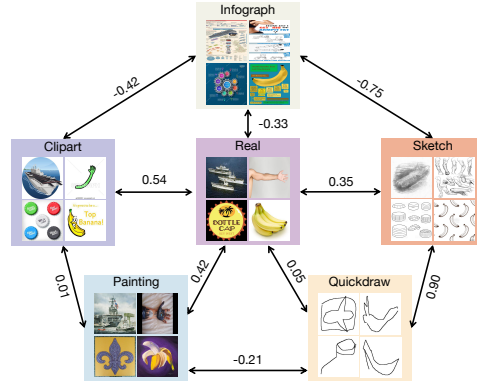 Infograph
-0.42
-0.75
-0.33
Clipart
Real
Sketch
Top
Banana!
BOTTLE
CAP
0.54
0.35
0.01
0.42
0.05
0.90
Painting
Quickdraw
-0.21